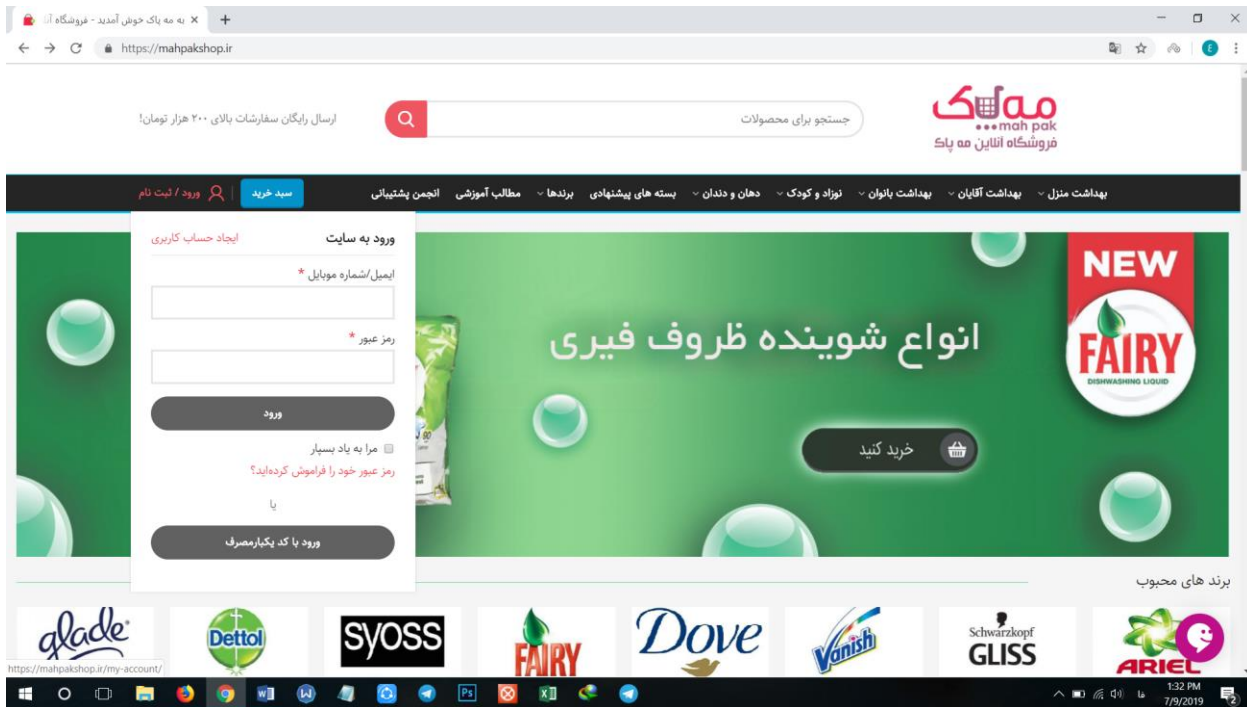 به مه پاک خوش آمدید - فروشگاه آنا
https://mahpakshop.ir
مه پاک
mah pak
فروشگاه آنلاین مه پاک
جستجو برای محصولات
ارسال رایگان سفارشات بالای ۲۰۰ هزار تومان!
بهداشت منزل
بهداشت آقایان
بهداشت بانوان
نوزاد و کودک
دهان و دندان
بسته های پیشنهادی
برندها
مطالب آموزشی
انجمن پشتیبانی
سبد خرید
ورود / ثبت نام
ورود به سایت
ایجاد حساب کاربری
ایمیل/شماره موبایل *
رمز عبور *
ورود
مرا به یاد بسپار
رمز عبور خود را فراموش کرده‌اید؟
یا
ورود با کد یکبارمصرف
NEW
FAIRY
DISHWASHING LIQUID
انواع شوینده ظروف فیری
خرید کنید
برند های محبوب
glade
Dettol
syoss
FAIRY
Dove
Vanish
Schwarzkopf
GLISS
ARIEL
https://mahpakshop.ir/my-account/
فا
1:32 PM
7/9/2019